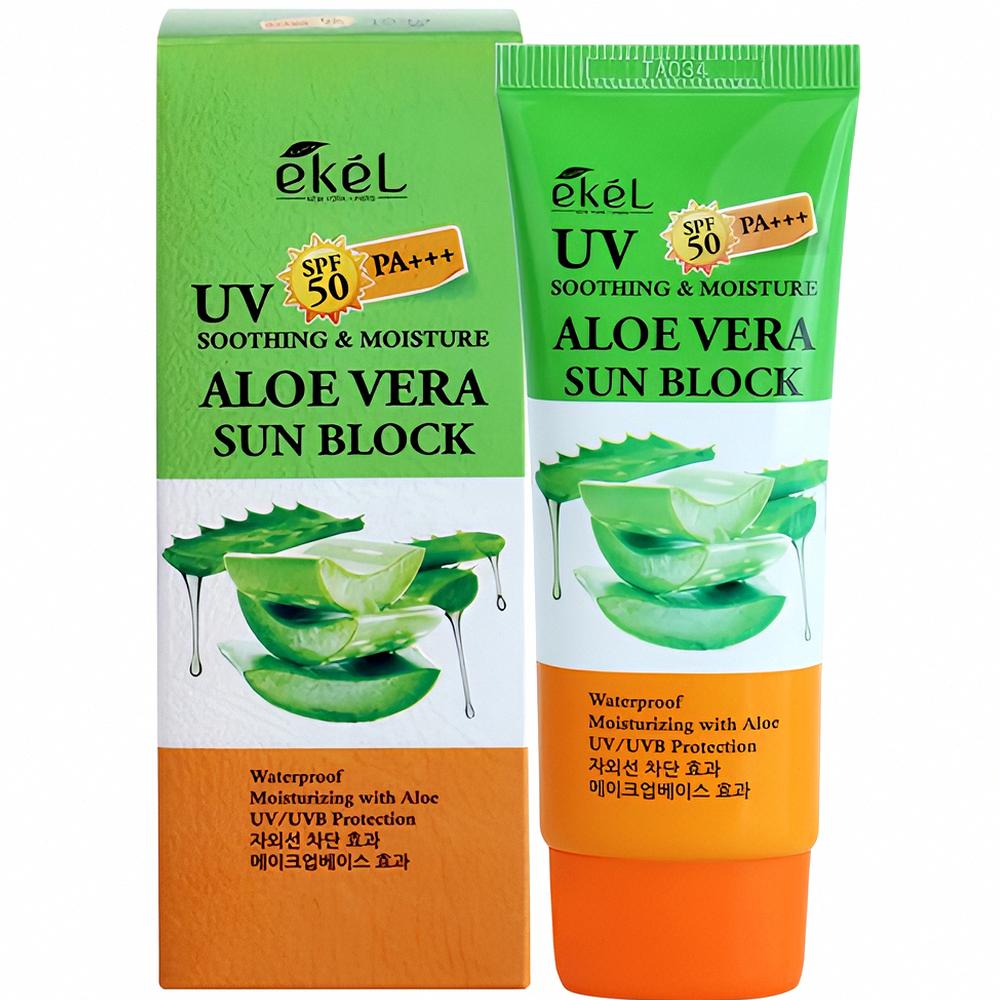 ekéL
SPF
50
PA+++
UV
SOOTHING & MOISTURE
ALOE VERA
SUN BLOCK
Waterproof
Moisturizing with Aloe
UV/UVB Protection
자외선 차단 효과
메이크업베이스 효과
TA034
ekéL
SPF
50
PA+++
UV
SOOTHING & MOISTURE
ALOE VERA
SUN BLOCK
Waterproof
Moisturizing with Aloe
UV/UVB Protection
자외선 차단 효과
메이크업베이스 효과